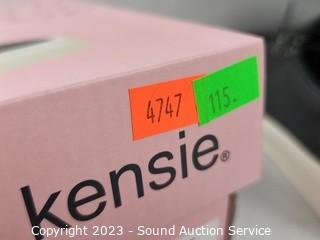 4747 115.
kensie®
Copyright 2023 - Sound Auction Service